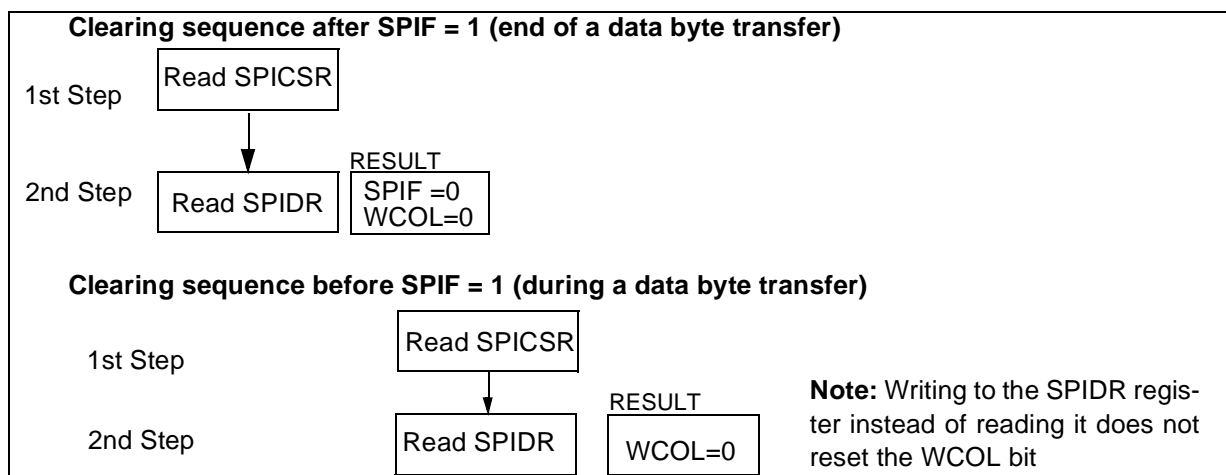 Clearing sequence after SPIF = 1 (end of a data byte transfer)
1st Step
Read SPICSR
2nd Step
Read SPIDR
RESULT
SPIF =0
WCOL=0
Clearing sequence before SPIF = 1 (during a data byte transfer)
1st Step
Read SPICSR
2nd Step
Read SPIDR
RESULT
WCOL=0
Note: Writing to the SPIDR regis-
ter instead of reading it does not
reset the WCOL bit